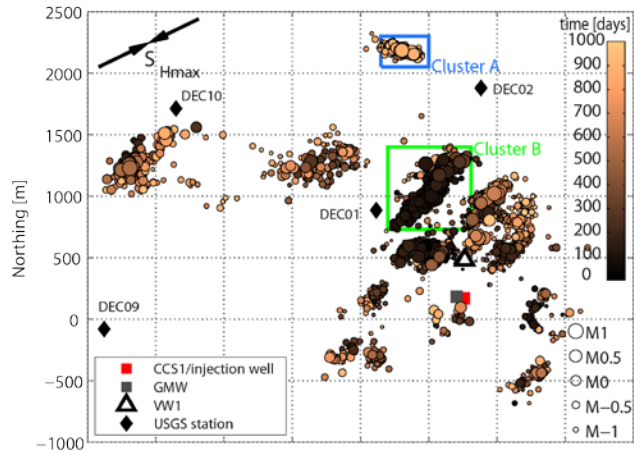 time [days]
2500
2000
1500
1000
500
0
−500
−1000
Northing [m]
S Hmax
Cluster A
DEC02
DEC10
Cluster B
DEC01
DEC09
1000
900
800
700
600
500
400
300
200
100
0
M1
M0.5
M0
M−0.5
M−1
CCS1/injection well
GMW
VW1
USGS station